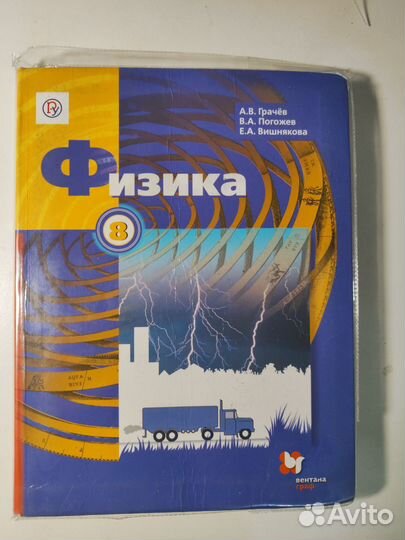 А.В. Грачёв
В.А. Погожев
Е.А. Вишнякова
Физика
8
вентана
граф
Avito